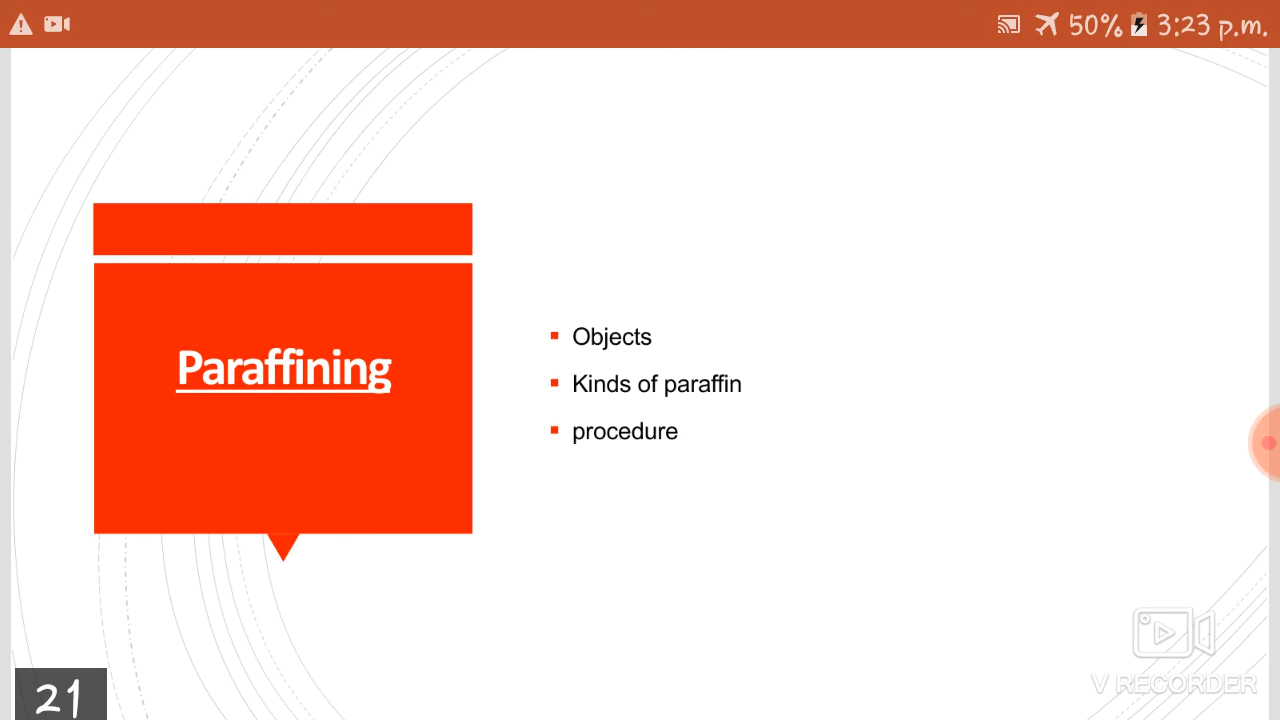 50% 3:23 p.m.
Paraffining
Objects
Kinds of paraffin
procedure
V RECORDER
21